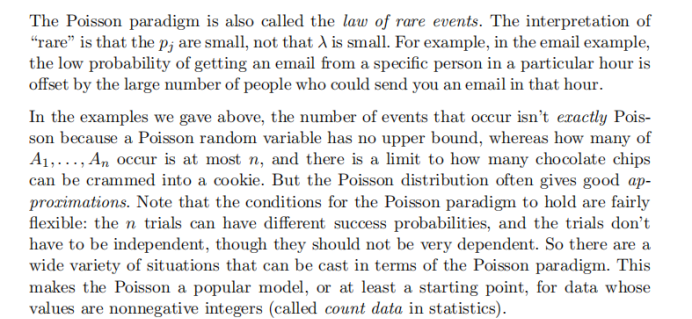 The Poisson paradigm is also called the law of rare events. The interpretation of
“rare” is that the pj are small, not that λ is small. For example, in the email example,
the low probability of getting an email from a specific person in a particular hour is
offset by the large number of people who could send you an email in that hour.
In the examples we gave above, the number of events that occur isn’t exactly Pois-
son because a Poisson random variable has no upper bound, whereas how many of
A1, . . . , An occur is at most n, and there is a limit to how many chocolate chips
can be crammed into a cookie. But the Poisson distribution often gives good ap-
proximations. Note that the conditions for the Poisson paradigm to hold are fairly
flexible: the n trials can have different success probabilities, and the trials don’t
have to be independent, though they should not be very dependent. So there are a
wide variety of situations that can be cast in terms of the Poisson paradigm. This
makes the Poisson a popular model, or at least a starting point, for data whose
values are nonnegative integers (called count data in statistics).